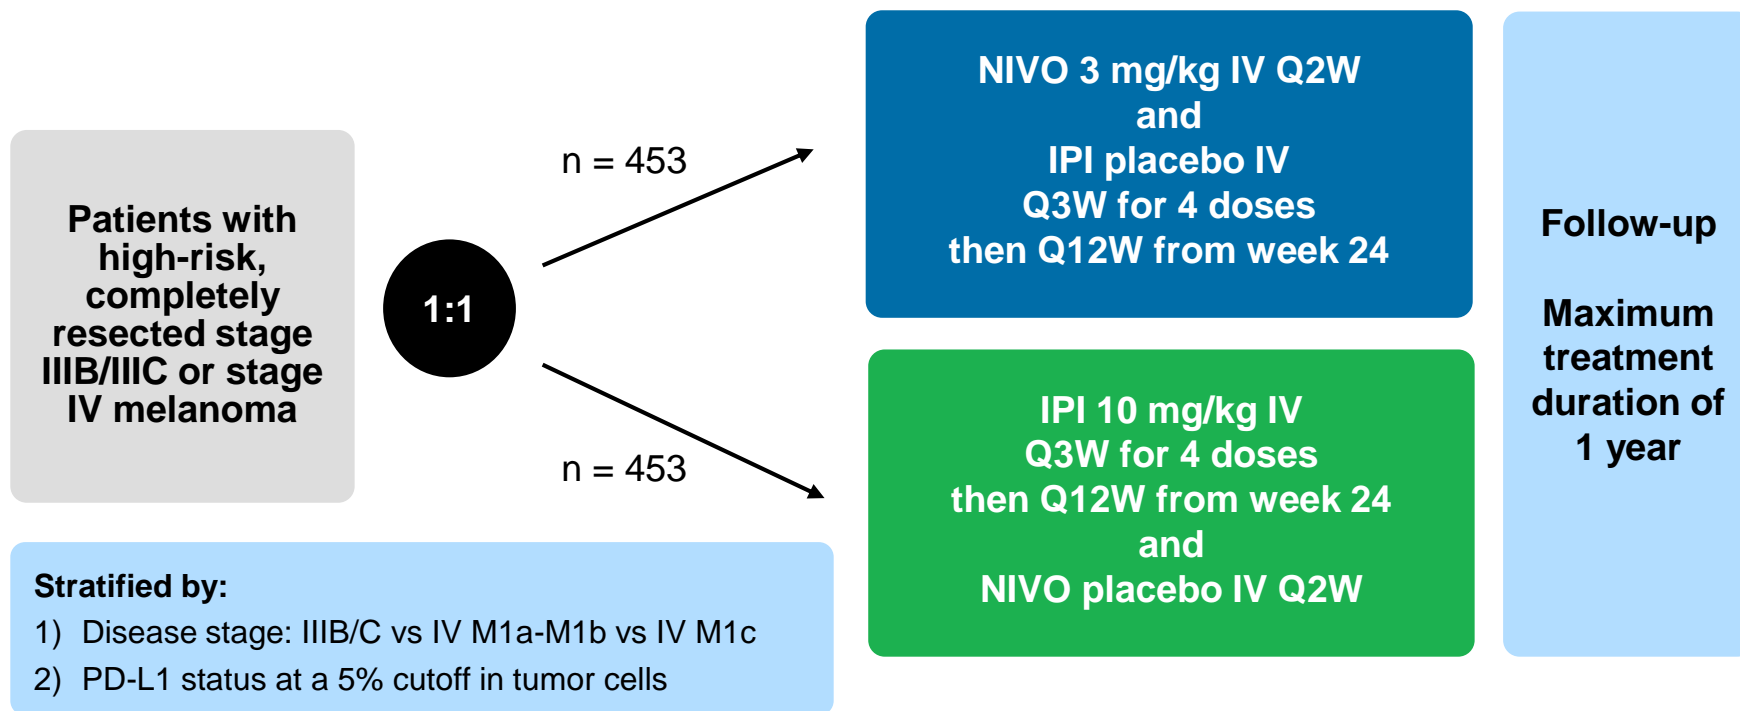 Patients with
high-risk,
completely
resected stage
IIIB/IIIC or stage
IV melanoma
1:1
n = 453
n = 453
NIVO 3 mg/kg IV Q2W
and
IPI placebo IV
Q3W for 4 doses
then Q12W from week 24
IPI 10 mg/kg IV
Q3W for 4 doses
then Q12W from week 24
and
NIVO placebo IV Q2W
Follow-up
Maximum
treatment
duration of
1 year
Stratified by:
1) Disease stage: IIIB/C vs IV M1a-M1b vs IV M1c
2) PD-L1 status at a 5% cutoff in tumor cells